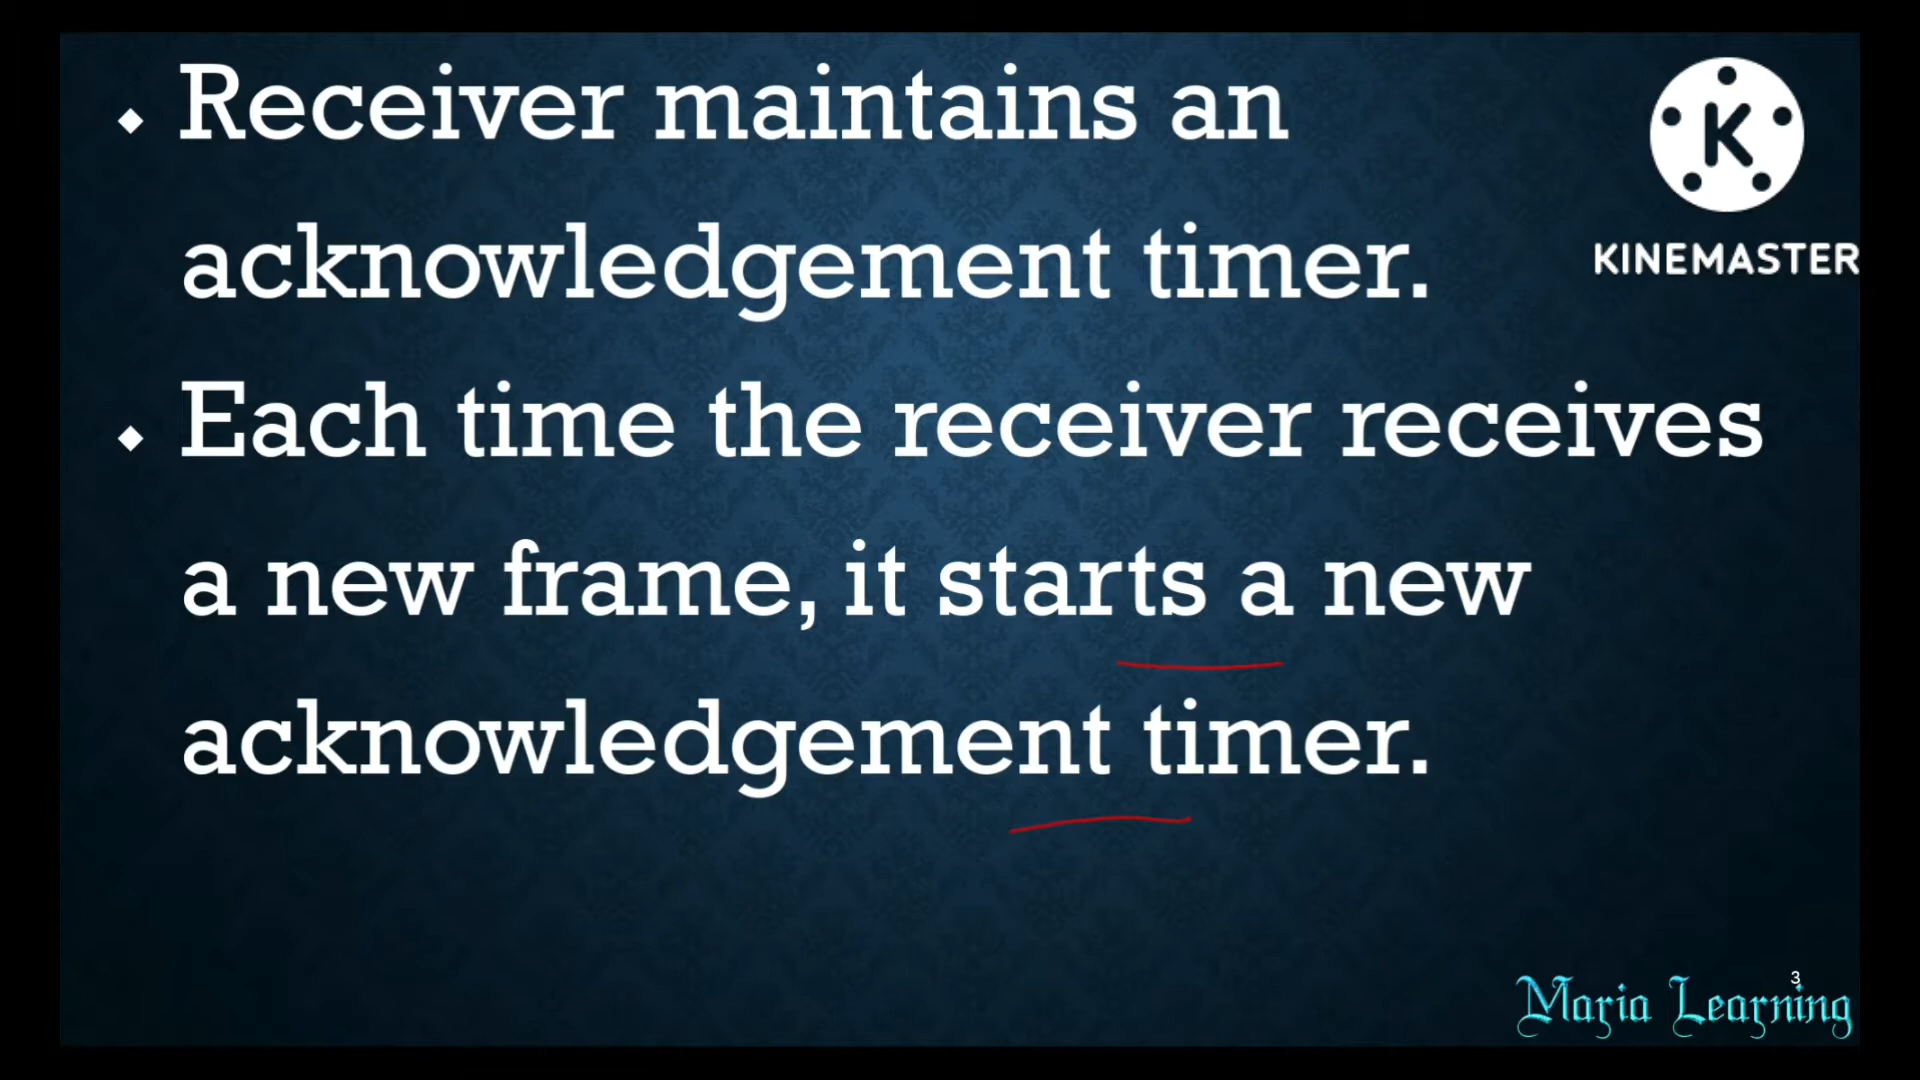 Receiver maintains an
acknowledgement timer.
Each time the receiver receives
a new frame, it starts a new
acknowledgement timer.
K
KINEMASTER
3
Maria Learning